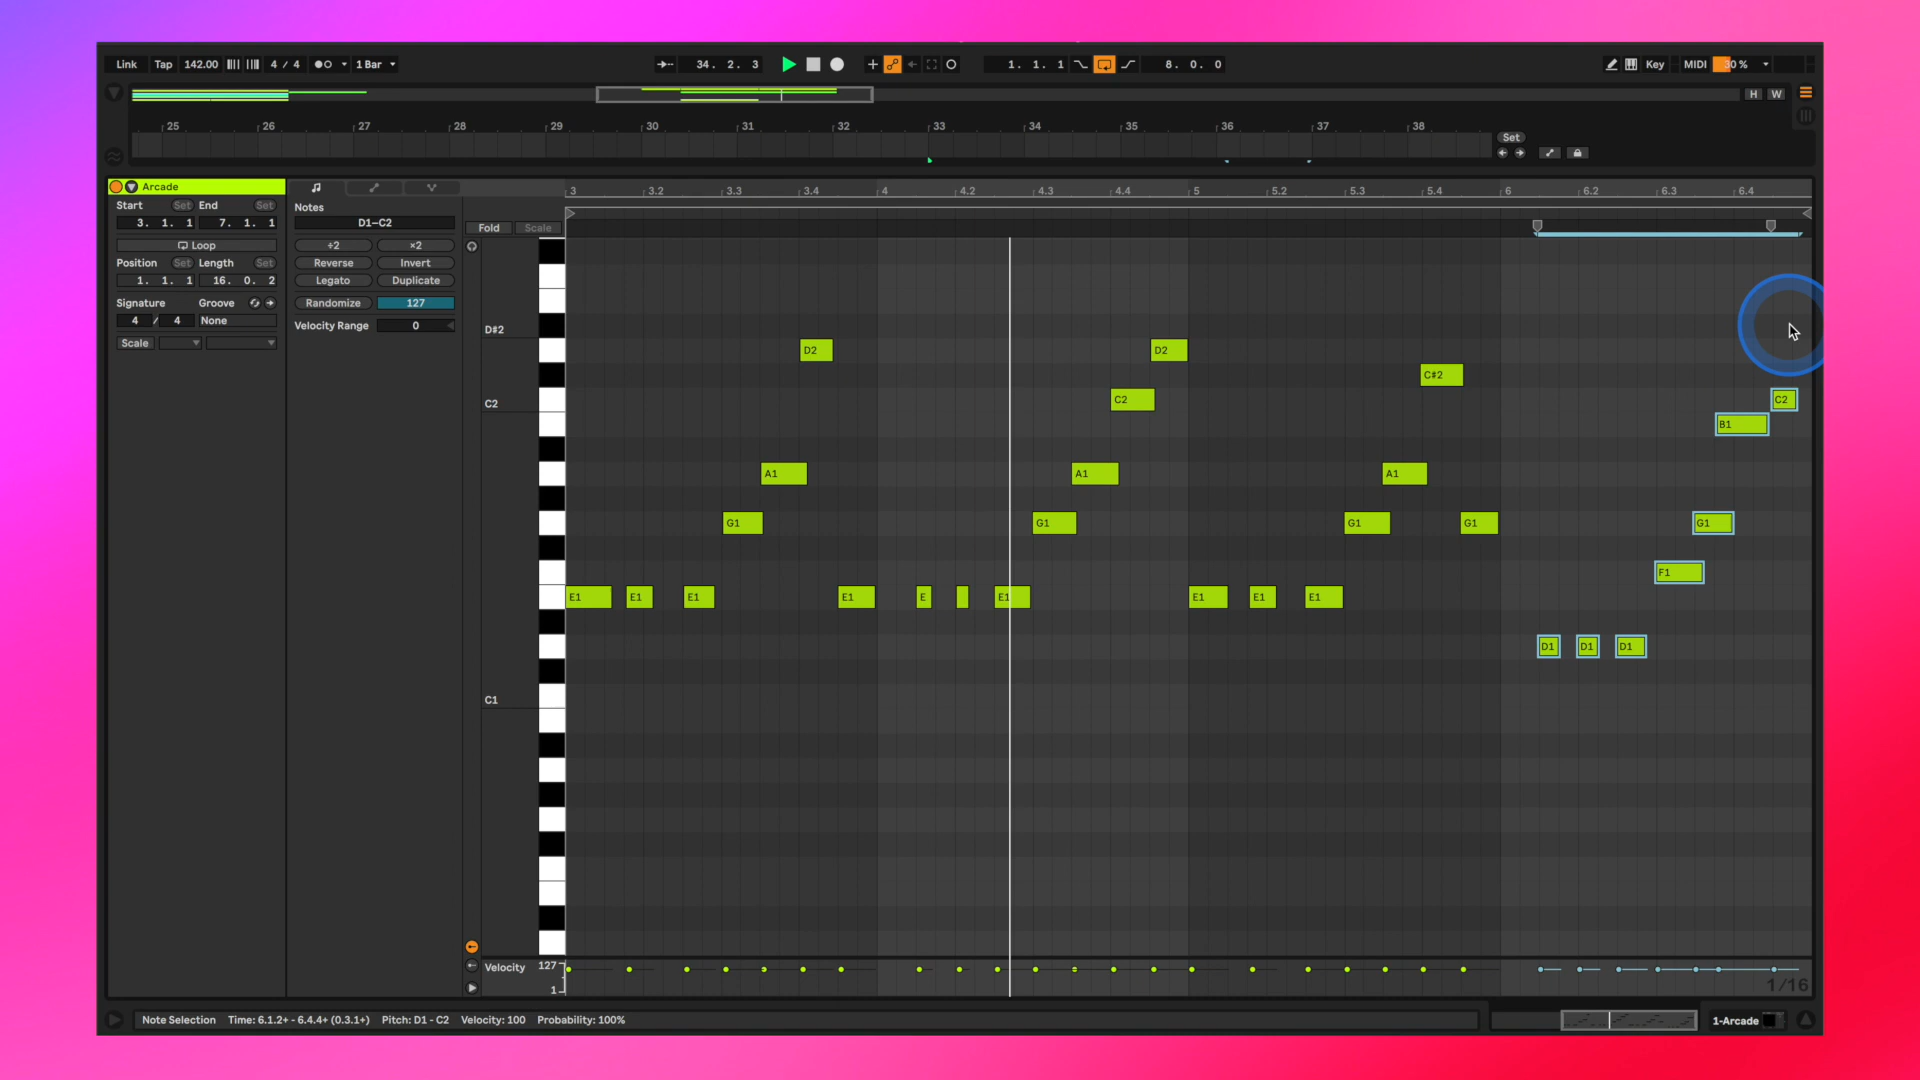 Link Tap 142.00 4 / 4 1 Bar 34. 2. 3 1. 1. 1 8. 0. 0 Key MIDI 30 %
H W
25 26 27 28 29 30 31 32 33 34 35 36 37 38
Set
Arcade
Start Set End Set
3. 1. 1 7. 1. 1
Loop
Position Set Length Set
1. 1. 1 16. 0. 2
Signature Groove
4 / 4 None
Scale
Notes
D1–C2
÷2 ×2
Reverse Invert
Legato Duplicate
Randomize 127
Velocity Range 0
Fold Scale
3 3.2 3.3 3.4 4 4.2 4.3 4.4 5 5.3 5.4 6 6.2 6.3 6.4
D#2
D2 D2
C#2
C2 C2 C2
B1
A1 A1 A1
G1 G1 G1 G1 G1
F1
E1 E1 E1 E1 E E1 E1 E1 E1
D1 D1 D1
C1
Velocity 127
1
1/16
Note Selection Time: 6.1.2+ - 6.4.4+ (0.3.1+) Pitch: D1 - C2 Velocity: 100 Probability: 100%
1-Arcade